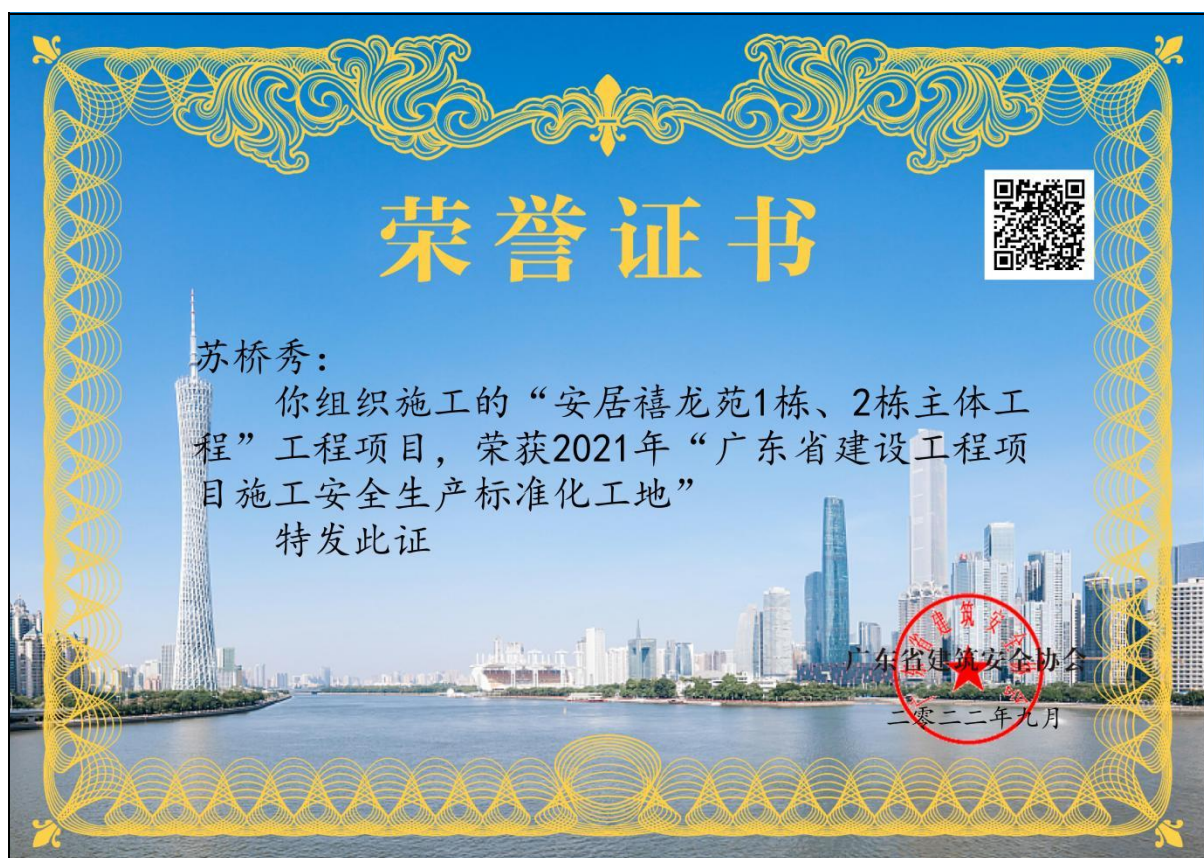 荣誉证书
苏桥秀：
你组织施工的“安居禧龙苑1栋、2栋主体工
程”工程项目，荣获2021年“广东省建设工程项
目施工安全生产标准化工地”
特发此证
广东省建筑安全协会
二零二二年九月